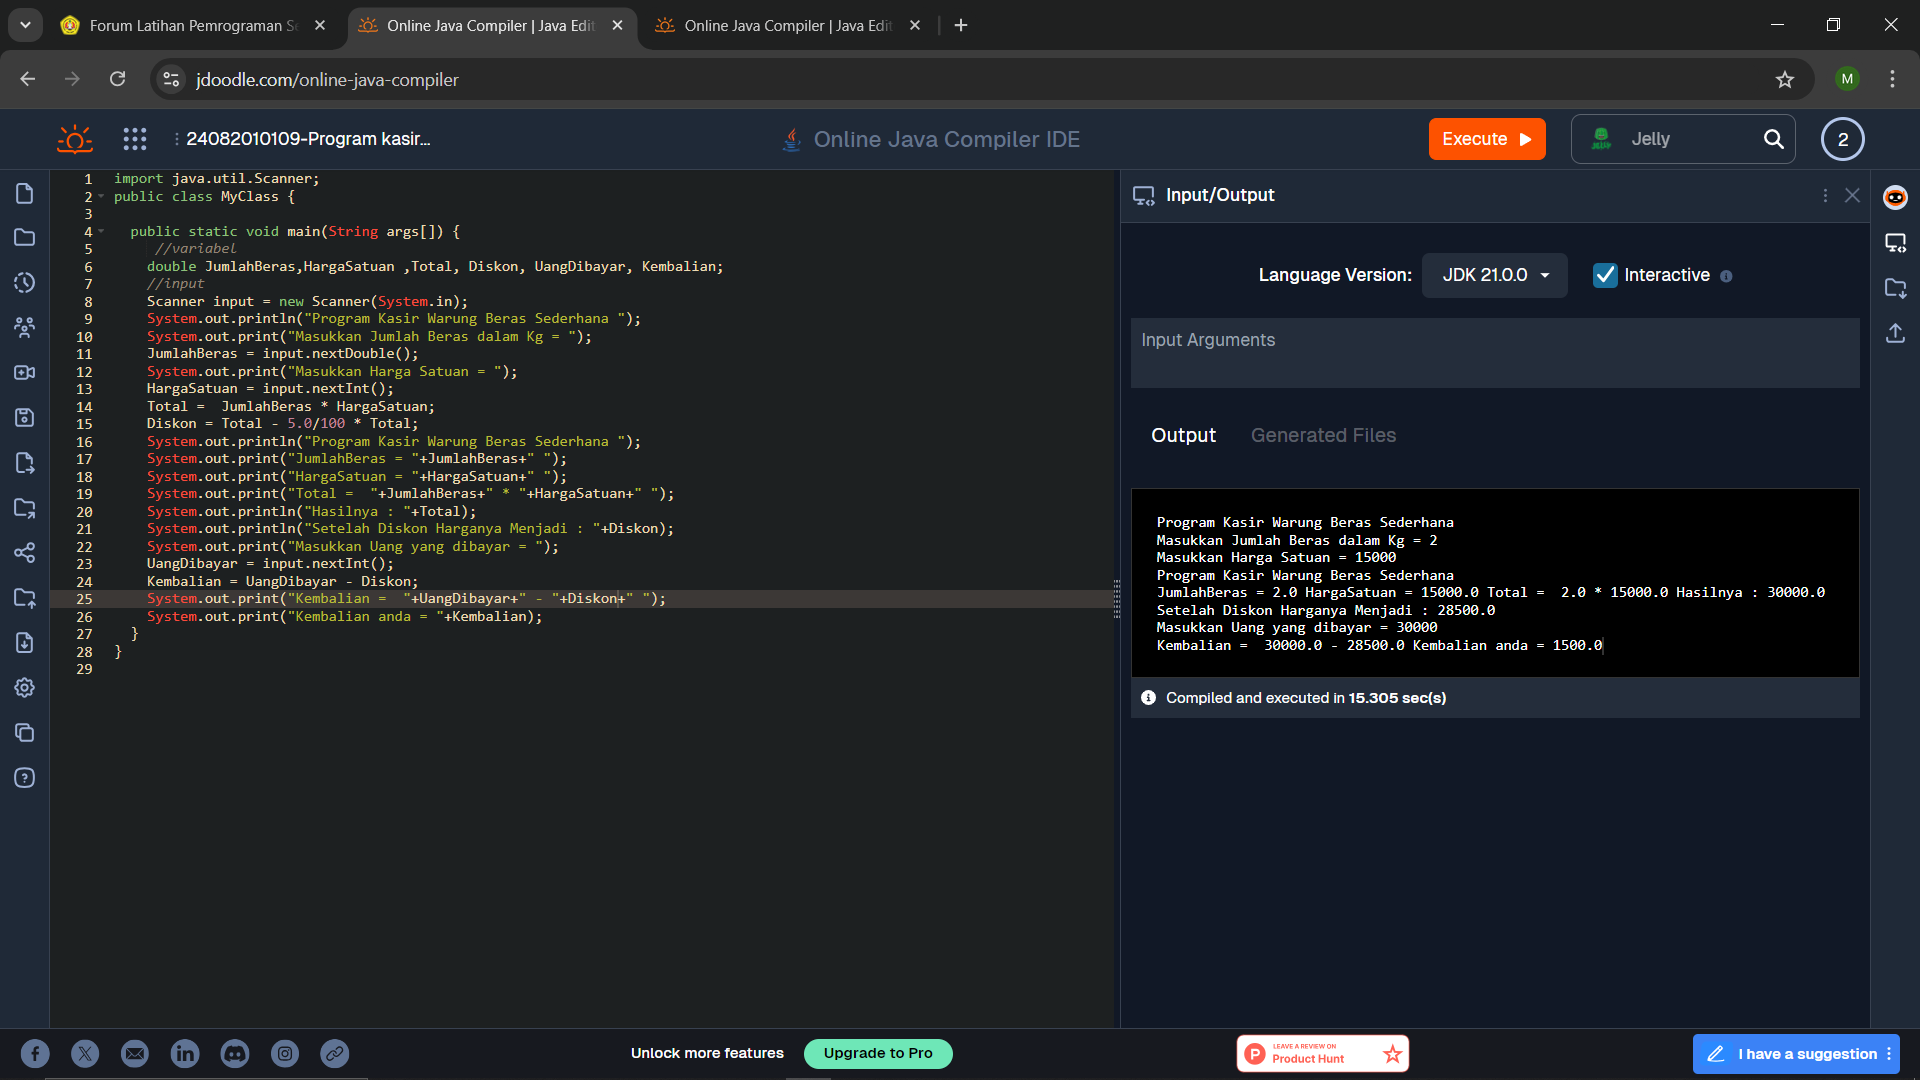 Forum Latihan Pemrograman Se
Online Java Compiler | Java Edit
Online Java Compiler | Java Edit
jdoodle.com/online-java-compiler
M
24082010109-Program kasir...
Online Java Compiler IDE
Execute
JELLY
Jelly
2
1 import java.util.Scanner;
2 public class MyClass {
3
4 public static void main(String args[]) {
5 //variabel
6 double JumlahBeras,HargaSatuan ,Total, Diskon, UangDibayar, Kembalian;
7 //input
8 Scanner input = new Scanner(System.in);
9 System.out.println("Program Kasir Warung Beras Sederhana ");
10 System.out.print("Masukkan Jumlah Beras dalam Kg = ");
11 JumlahBeras = input.nextDouble();
12 System.out.print("Masukkan Harga Satuan = ");
13 HargaSatuan = input.nextInt();
14 Total =  JumlahBeras * HargaSatuan;
15 Diskon = Total - 5.0/100 * Total;
16 System.out.println("Program Kasir Warung Beras Sederhana ");
17 System.out.print("JumlahBeras = "+JumlahBeras+" ");
18 System.out.print("HargaSatuan = "+HargaSatuan+" ");
19 System.out.print("Total =  "+JumlahBeras+" * "+HargaSatuan+" ");
20 System.out.println("Hasilnya : "+Total);
21 System.out.println("Setelah Diskon Harganya Menjadi : "+Diskon);
22 System.out.print("Masukkan Uang yang dibayar = ");
23 UangDibayar = input.nextInt();
24 Kembalian = UangDibayar - Diskon;
25 System.out.print("Kembalian =  "+UangDibayar+" - "+Diskon+" ");
26 System.out.print("Kembalian anda = "+Kembalian);
27 }
28 }
29
Input/Output
Language Version: JDK 21.0.0 Interactive
Input Arguments
Output Generated Files
Program Kasir Warung Beras Sederhana
Masukkan Jumlah Beras dalam Kg = 2
Masukkan Harga Satuan = 15000
Program Kasir Warung Beras Sederhana
JumlahBeras = 2.0 HargaSatuan = 15000.0 Total =  2.0 * 15000.0 Hasilnya : 30000.0
Setelah Diskon Harganya Menjadi : 28500.0
Masukkan Uang yang dibayar = 30000
Kembalian =  30000.0 - 28500.0 Kembalian anda = 1500.0
Compiled and executed in 15.305 sec(s)
Unlock more features
Upgrade to Pro
P
LEAVE A REVIEW ON
Product Hunt
I have a suggestion